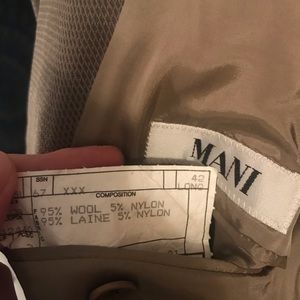 MANI
SSN 42
67 XXX LONG
COMPOSITION
95% WOOL 5% NYLON
95% LAINE 5% NYLON